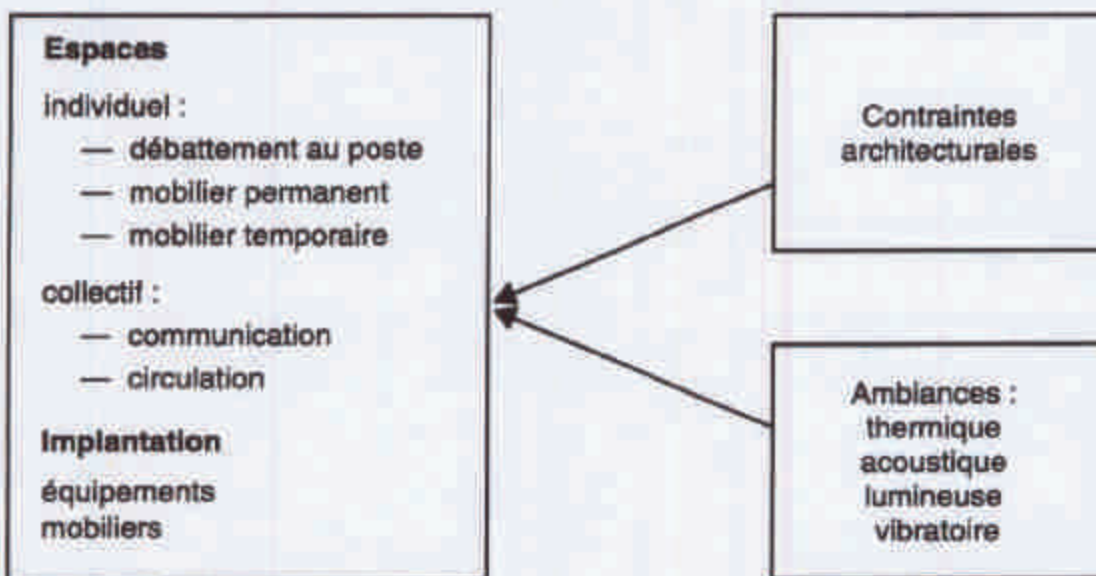 Espaces
individuel :
— débattement au poste
— mobilier permanent
— mobilier temporaire
collectif :
— communication
— circulation
Implantation
équipements
mobiliers
Contraintes
architecturales
Ambiances :
thermique
acoustique
lumineuse
vibratoire